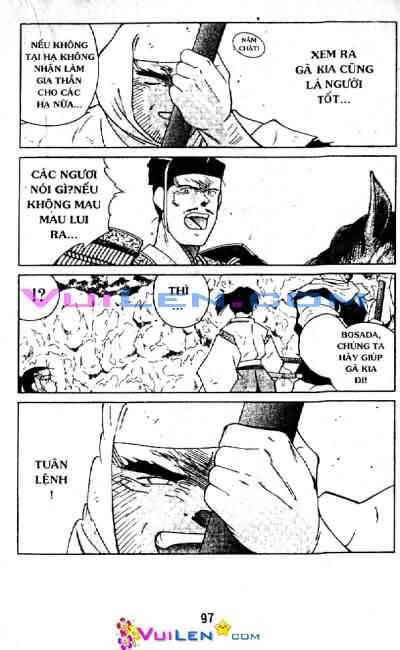 NẾU KHÔNG
TẠI HẠ KHÔNG
NHẬN LÀM
GIA THẦN
CHO CÁC
HẠ NỮA...
NẮM
CHẶT!
XEM RA
GÃ KIA CŨNG
LÀ NGƯỜI
TỐT...
CÁC NGƯƠI
NÓI GÌ?NẾU
KHÔNG MAU
MAU LUI
RA...
!?
THÌ
...
BOSADA,
CHÚNG TA
HÃY GIÚP
GÃ KIA
ĐI!
VUILEN.COM
TUÂN
LỆNH
!
97
VUILEN.COM